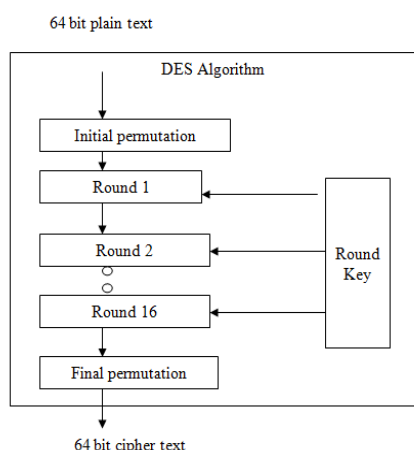 64 bit plain text
DES Algorithm
Initial permutation
Round 1
Round 2
Round 16
Round
Key
Final permutation
64 bit cipher text